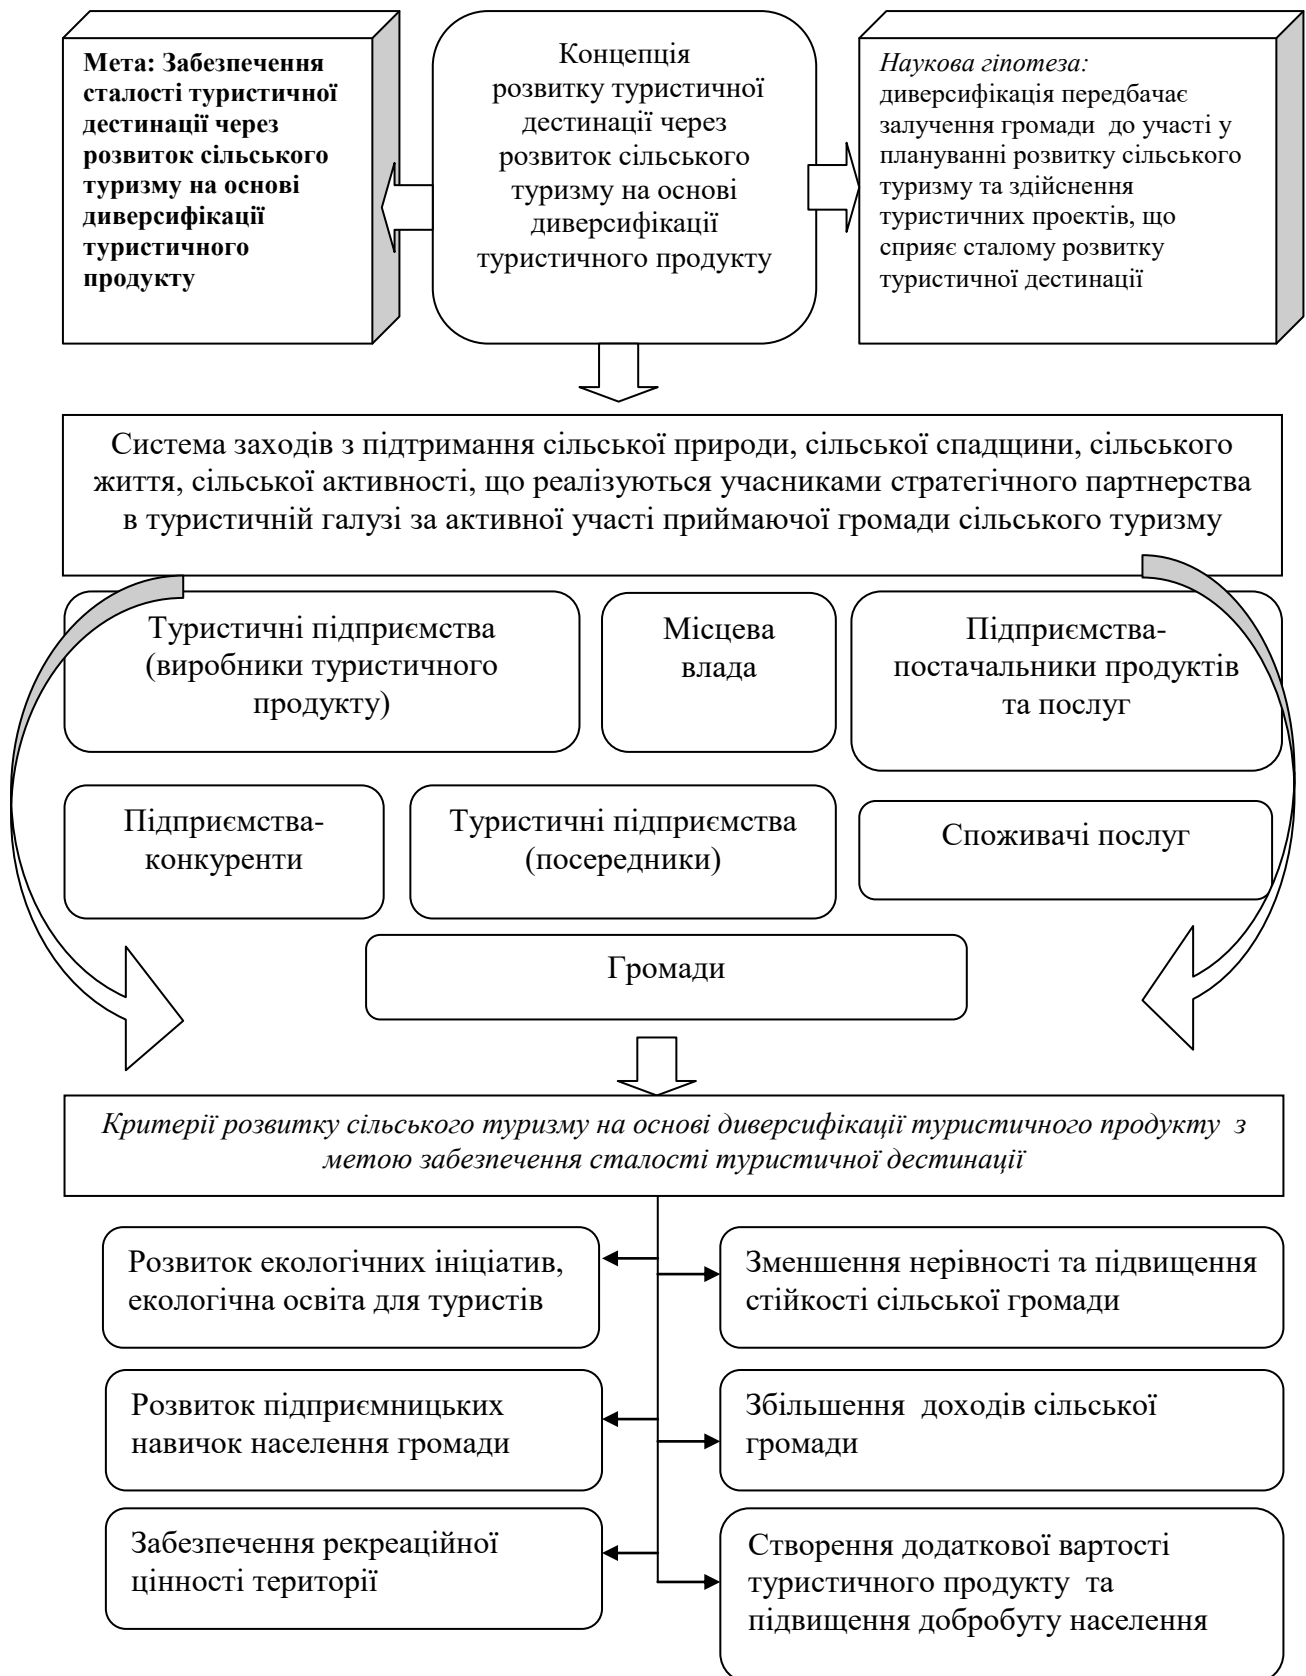 Мета: Забезпечення
сталості туристичної
дестинації через
розвиток сільського
туризму на основі
диверсифікації
туристичного
продукту
Концепція
розвитку туристичної
дестинації через
розвиток сільського
туризму на основі
диверсифікації
туристичного продукту
Наукова гіпотеза:
диверсифікація передбачає
залучення громади до участі у
плануванні розвитку сільського
туризму та здійснення
туристичних проектів, що
сприяє сталому розвитку
туристичної дестинації
Система заходів з підтримання сільської природи, сільської спадщини, сільського
життя, сільської активності, що реалізуються учасниками стратегічного партнерства
в туристичній галузі за активної участі приймаючої громади сільського туризму
Туристичні підприємства
(виробники туристичного
продукту)
Місцева
влада
Підприємства-
постачальники продуктів
та послуг
Підприємства-
конкуренти
Туристичні підприємства
(посередники)
Споживачі послуг
Громади
Критерії розвитку сільського туризму на основі диверсифікації туристичного продукту з
метою забезпечення сталості туристичної дестинації
Розвиток екологічних ініціатив,
екологічна освіта для туристів
Зменшення нерівності та підвищення
стійкості сільської громади
Розвиток підприємницьких
навичок населення громади
Збільшення доходів сільської
громади
Забезпечення рекреаційної
цінності території
Створення додаткової вартості
туристичного продукту та
підвищення добробуту населення